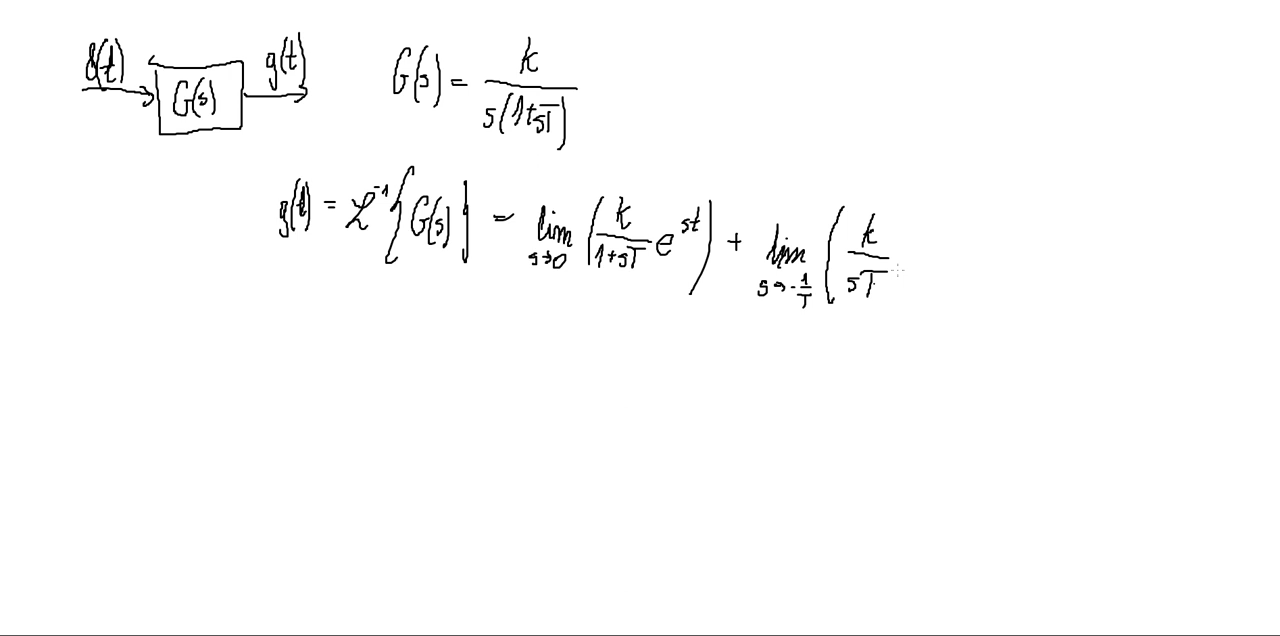 δ(t) G(s) g(t) G(s) = k / s(1+sT)
g(t) = ℒ⁻¹{G(s)} = lim s→0 (k / 1+sT e^st) + lim s→-1/T (k / sT